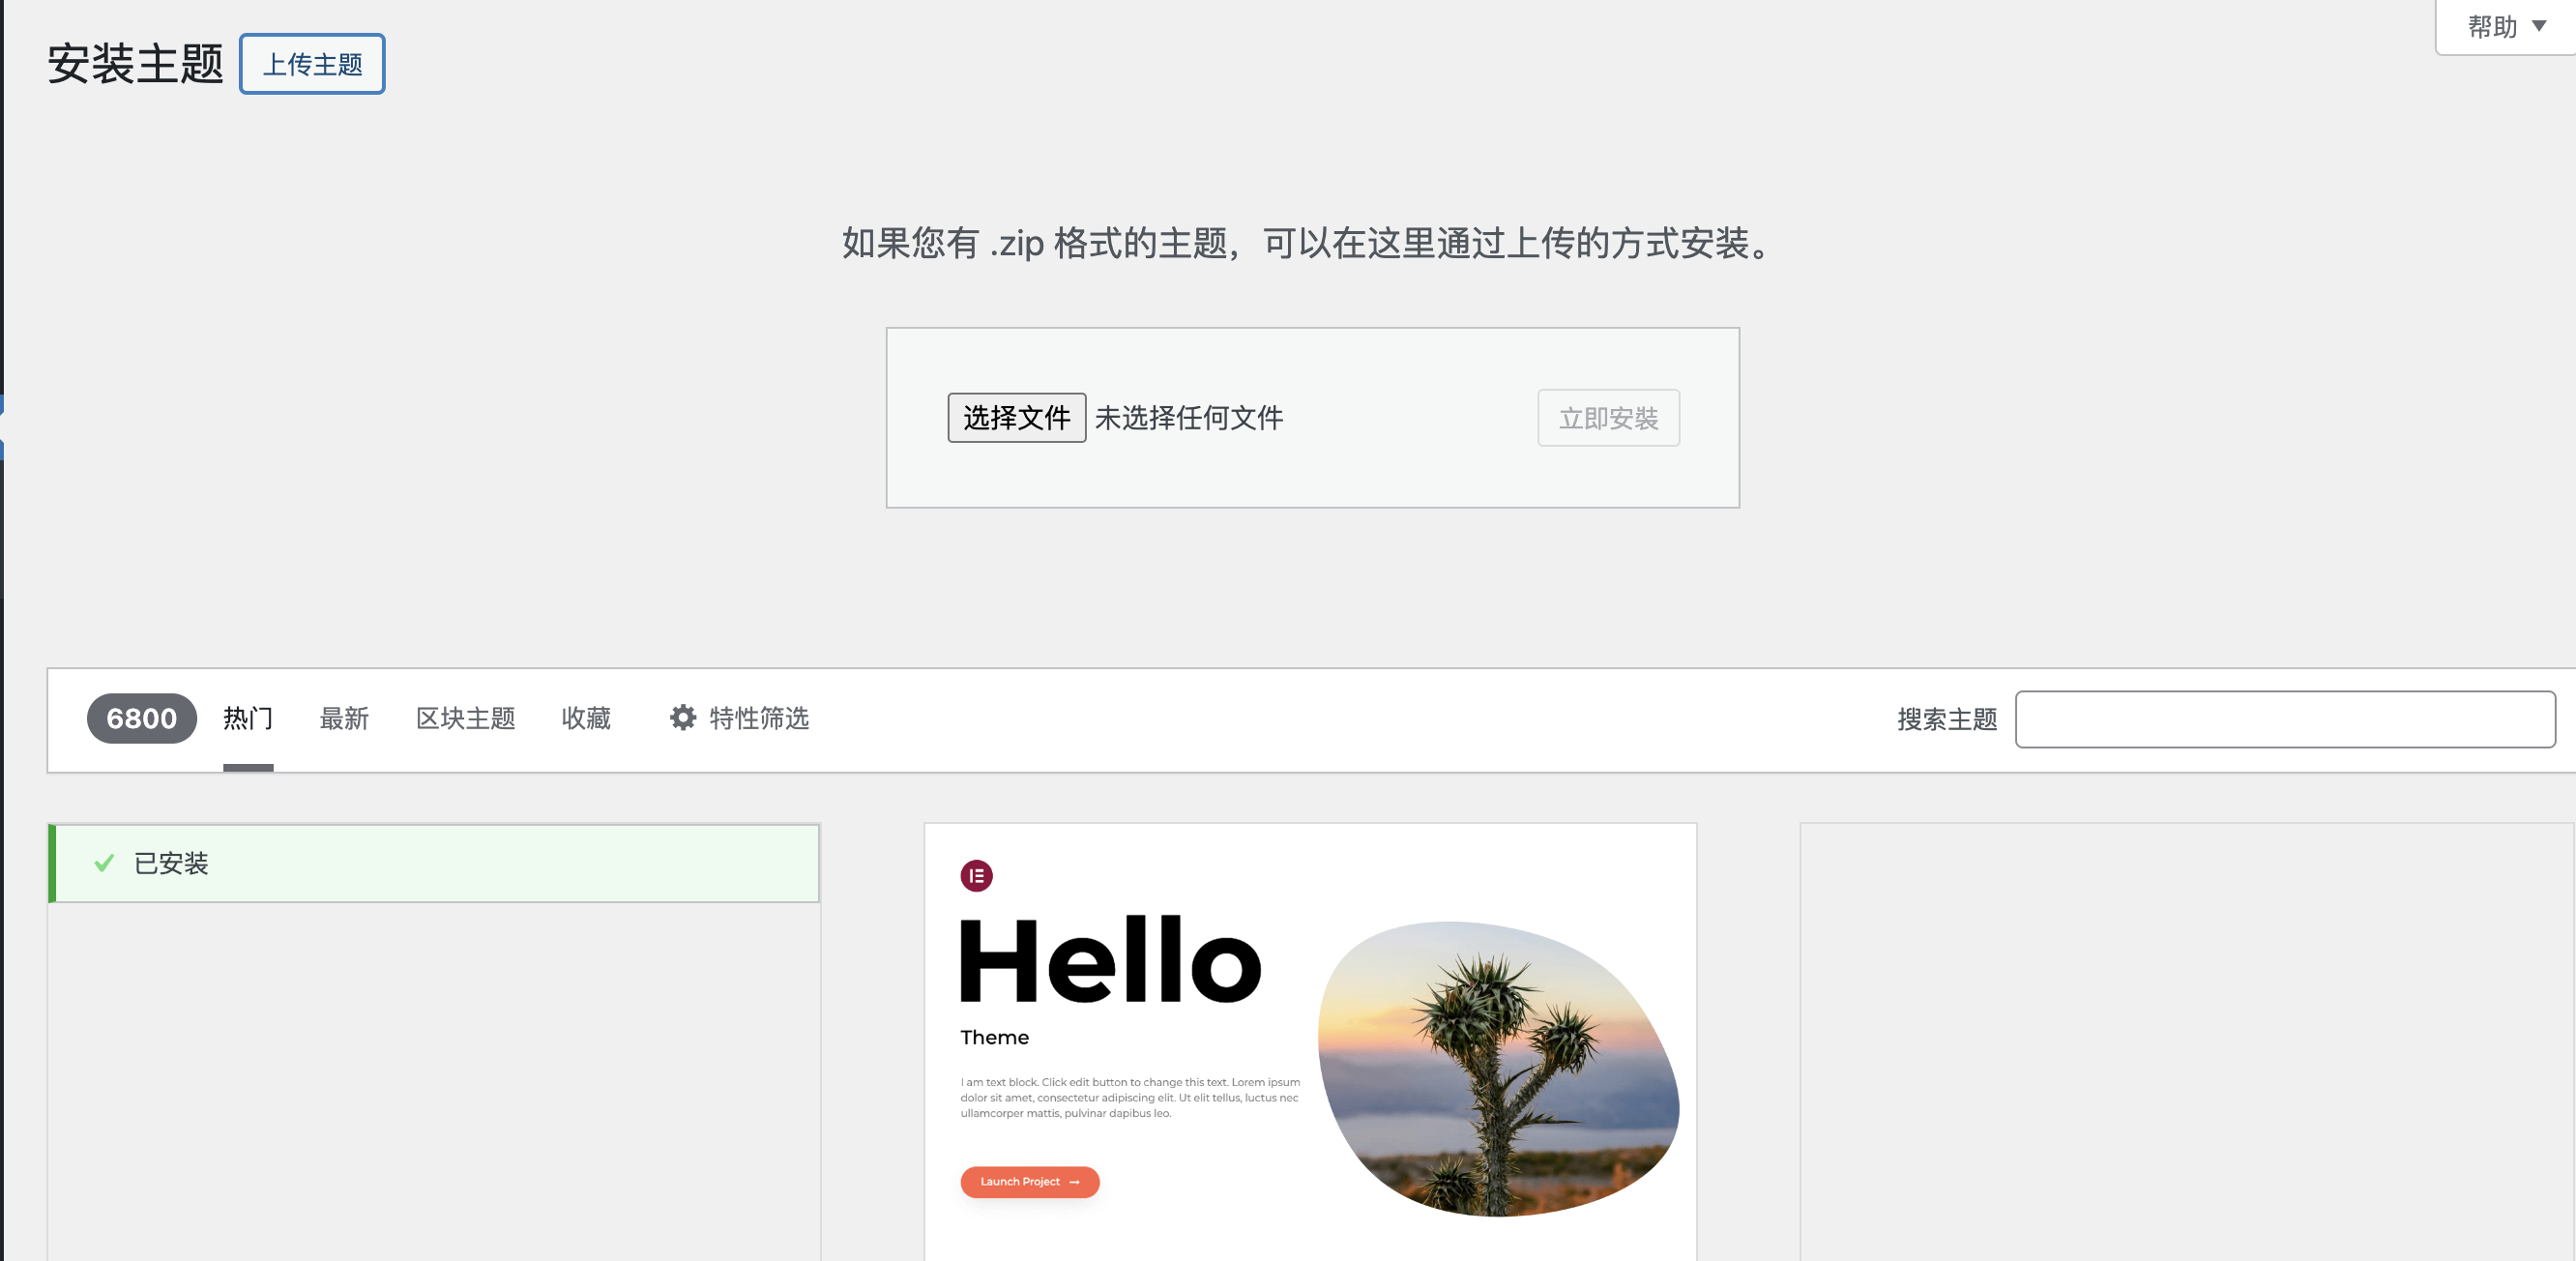 帮助
安装主题
上传主题
如果您有 .zip 格式的主题，可以在这里通过上传的方式安装。
选择文件 未选择任何文件
立即安装
6800 热门 最新 区块主题 收藏 特性筛选
搜索主题
已安装
Hello
Theme
I am text block. Click edit button to change this text. Lorem ipsum
dolor sit amet, consectetur adipiscing elit. Ut elit tellus, luctus nec
ullamcorper mattis, pulvinar dapibus leo.
Launch Project →